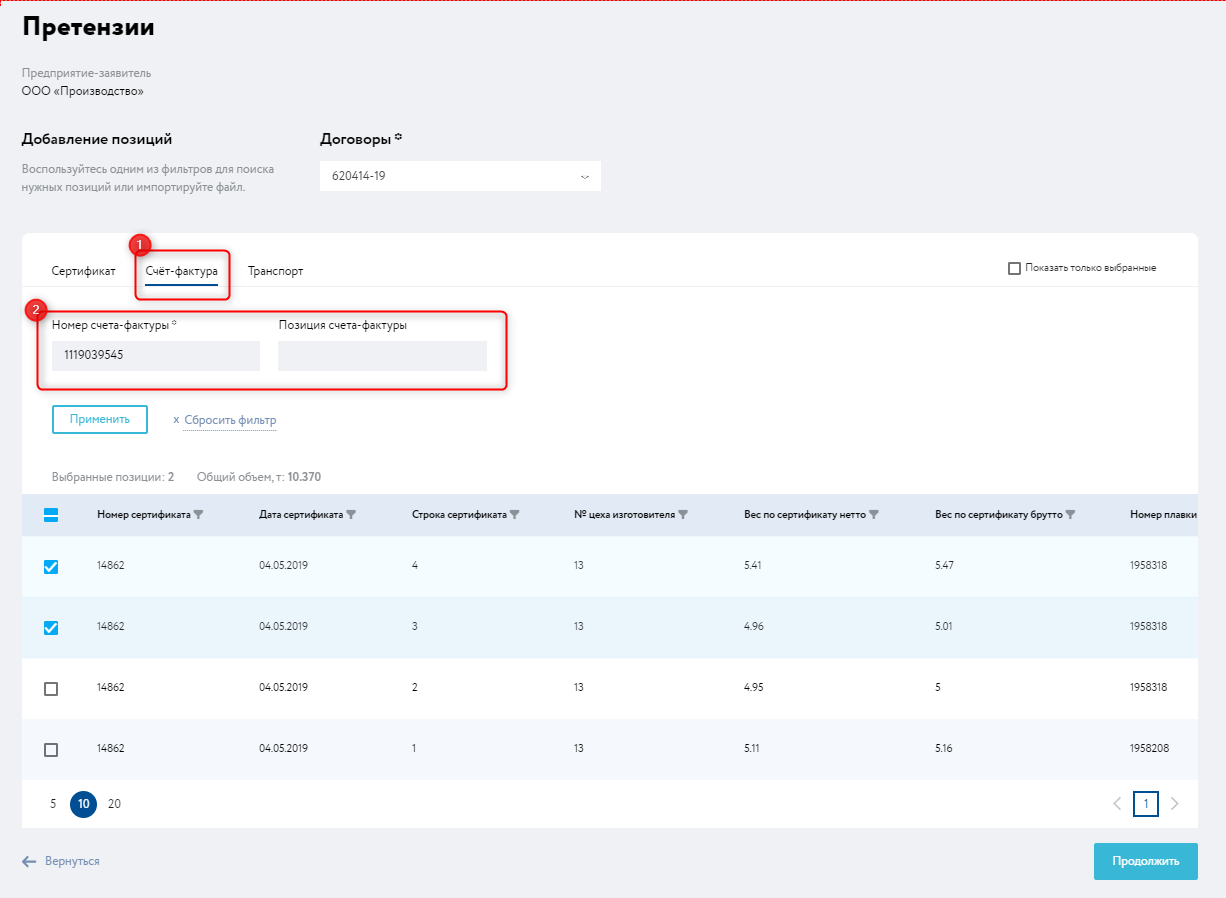 Претензии
Предприятие-заявитель
ООО «Производство»
Добавление позиций
Воспользуйтесь одним из фильтров для поиска
нужных позиций или импортируйте файл.
Договоры *
620414-19
1
Сертификат Счёт-фактура Транспорт
Показать только выбранные
2
Номер счета-фактуры * Позиция счета-фактуры
1119039545
Применить x Сбросить фильтр
Выбранные позиции: 2 Общий объем, т: 10.370
Номер сертификата Дата сертификата Строка сертификата № цеха изготовителя Вес по сертификату нетто Вес по сертификату брутто Номер плавки
14862 04.05.2019 4 13 5.41 5.47 1958318
14862 04.05.2019 3 13 4.96 5.01 1958318
14862 04.05.2019 2 13 4.95 5 1958318
14862 04.05.2019 1 13 5.11 5.16 1958208
5 10 20 1
Вернуться
Продолжить